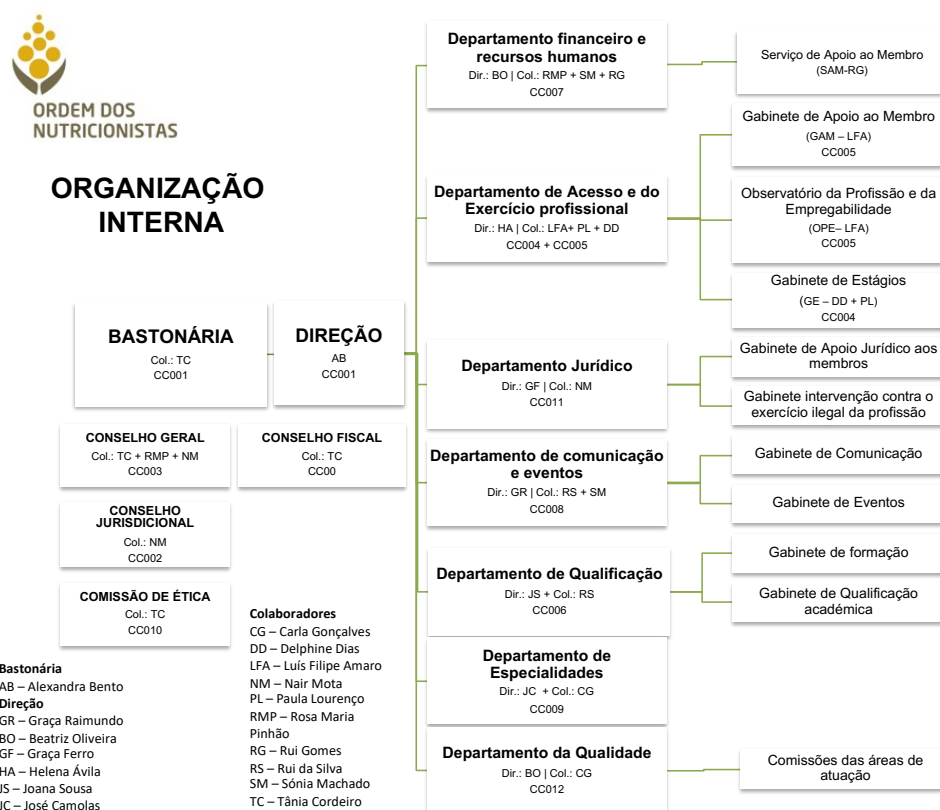 ORDEM DOS
NUTRICIONISTAS
ORGANIZAÇÃO
INTERNA
BASTONÁRIA
Col.: TC
CC001
DIREÇÃO
AB
CC001
CONSELHO GERAL
Col.: TC + RMP + NM
CC003
CONSELHO FISCAL
Col.: TC
CC00
CONSELHO
JURISDICIONAL
Col.: NM
CC002
COMISSÃO DE ÉTICA
Col.: TC
CC010
Bastonária
AB – Alexandra Bento
Direção
GR – Graça Raimundo
BO – Beatriz Oliveira
GF – Graça Ferro
HA – Helena Ávila
JS – Joana Sousa
JC – José Camolas
Colaboradores
CG – Carla Gonçalves
DD – Delphine Dias
LFA – Luís Filipe Amaro
NM – Nair Mota
PL – Paula Lourenço
RMP – Rosa Maria
Pinhão
RG – Rui Gomes
RS – Rui da Silva
SM – Sónia Machado
TC – Tânia Cordeiro
Departamento financeiro e
recursos humanos
Dir.: BO | Col.: RMP + SM + RG
CC007
Departamento de Acesso e do
Exercício profissional
Dir.: HA | Col.: LFA+ PL + DD
CC004 + CC005
Departamento Jurídico
Dir.: GF | Col.: NM
CC011
Departamento de comunicação
e eventos
Dir.: GR | Col.: RS + SM
CC008
Departamento de Qualificação
Dir.: JS + Col.: RS
CC006
Departamento de
Especialidades
Dir.: JC + Col.: CG
CC009
Departamento da Qualidade
Dir.: BO | Col.: CG
CC012
Serviço de Apoio ao Membro
(SAM-RG)
Gabinete de Apoio ao Membro
(GAM – LFA)
CC005
Observatório da Profissão e da
Empregabilidade
(OPE– LFA)
CC005
Gabinete de Estágios
(GE – DD + PL)
CC004
Gabinete de Apoio Jurídico aos
membros
Gabinete intervenção contra o
exercício ilegal da profissão
Gabinete de Comunicação
Gabinete de Eventos
Gabinete de formação
Gabinete de Qualificação
académica
Comissões das áreas de
atuação